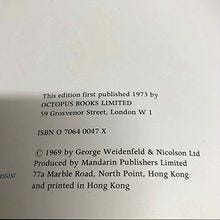 This edition first published 1973 by
OCTOPUS BOOKS LIMITED
59 Grosvenor Street, London W 1
ISBN O 7064 0047 X
© 1969 by George Weidenfeld & Nicolson Ltd
Produced by Mandarin Publishers Limited
77a Marble Road, North Point, Hong Kong
and printed in Hong Kong